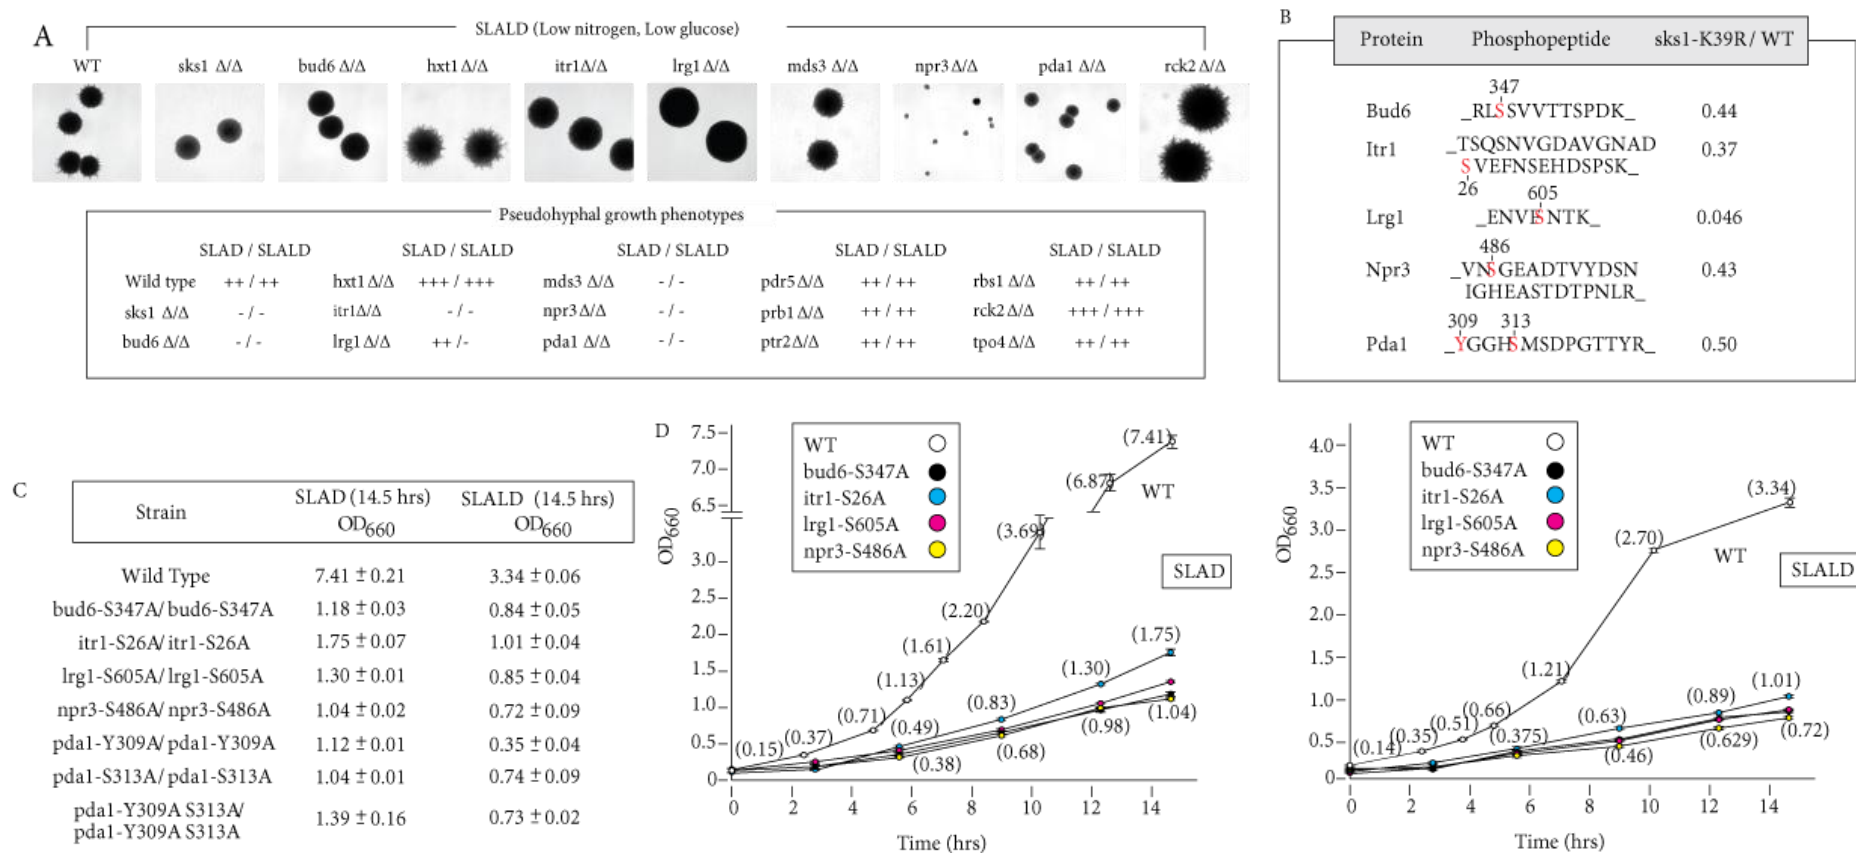 A
SLALD (Low nitrogen, Low glucose)
WT sks1 Δ/Δ bud6 Δ/Δ hxt1 Δ/Δ itr1Δ/Δ lrg1 Δ/Δ mds3 Δ/Δ npr3 Δ/Δ pda1 Δ/Δ rck2 Δ/Δ
Pseudohyphal growth phenotypes
SLAD / SLALD SLAD / SLALD SLAD / SLALD SLAD / SLALD SLAD / SLALD
Wild type ++ / ++ hxt1 Δ/Δ +++ / +++ mds3 Δ/Δ - / - pdr5 Δ/Δ ++ / ++ rbs1 Δ/Δ ++ / ++
sks1 Δ/Δ - / - itr1Δ/Δ - / - npr3 Δ/Δ - / - prb1 Δ/Δ ++ / ++ rck2 Δ/Δ +++ / +++
bud6 Δ/Δ - / - lrg1 Δ/Δ ++ /- pda1 Δ/Δ - / - ptr2 Δ/Δ ++ / ++ tpo4 Δ/Δ ++ / ++
B
Protein Phosphopeptide sks1-K39R/ WT
347
Bud6 _RLSSVVTTSPDK_ 0.44
Itr1 _TSQSNVGDAVGNAD 0.37
SVEFNSEHDSPSK_
26
605
Lrg1 _ENVESNTK_ 0.046
486
Npr3 _VNSGEADTVYDSN 0.43
IGHEASTDTPNLR_
309 313
Pda1 _YGGHSMSDPGTTYR_ 0.50
C
Strain SLAD (14.5 hrs) OD660 SLALD (14.5 hrs) OD660
Wild Type 7.41 ± 0.21 3.34 ± 0.06
bud6-S347A/ bud6-S347A 1.18 ± 0.03 0.84 ± 0.05
itr1-S26A/ itr1-S26A 1.75 ± 0.07 1.01 ± 0.04
lrg1-S605A/ lrg1-S605A 1.30 ± 0.01 0.85 ± 0.04
npr3-S486A/ npr3-S486A 1.04 ± 0.02 0.72 ± 0.09
pda1-Y309A/ pda1-Y309A 1.12 ± 0.01 0.35 ± 0.04
pda1-S313A/ pda1-S313A 1.04 ± 0.01 0.74 ± 0.09
pda1-Y309A S313A/
pda1-Y309A S313A 1.39 ± 0.16 0.73 ± 0.02
D
OD660
7.5
7.0
6.5
3.0
2.5
2.0
1.5
1.0
0.5
0
WT
bud6-S347A
itr1-S26A
lrg1-S605A
npr3-S486A
(7.41)
(6.87)
WT
(3.69)
SLAD
(2.20)
(1.61)
(1.75)
(1.13)
(1.30)
(0.71)
(0.83)
(0.15) (0.37) (0.49)
(0.98) (1.04)
(0.38) (0.68)
0 2 4 6 8 10 12 14
Time (hrs)
OD660
4.0
3.5
3.0
2.5
2.0
1.5
1.0
0.5
0
WT
bud6-S347A
itr1-S26A
lrg1-S605A
npr3-S486A
(3.34)
(2.70)
WT
SLALD
(1.21)
(1.01)
(0.89)
(0.66) (0.63)
(0.14) (0.35) (0.51) (0.375)
(0.46) (0.629) (0.72)
0 2 4 6 8 10 12 14
Time (hrs)